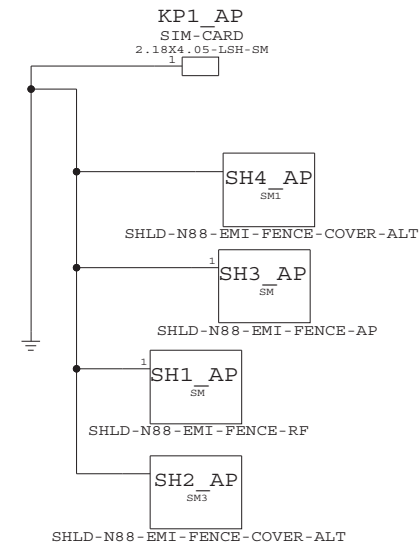 KP1_AP
SIM-CARD
2.18X4.05-LSH-SM
1
SH4_AP
SM1
SHLD-N88-EMI-FENCE-COVER-ALT
1
SH3_AP
SM
SHLD-N88-EMI-FENCE-AP
1
SH1_AP
SM
SHLD-N88-EMI-FENCE-RF
SH2_AP
SM3
SHLD-N88-EMI-FENCE-COVER-ALT